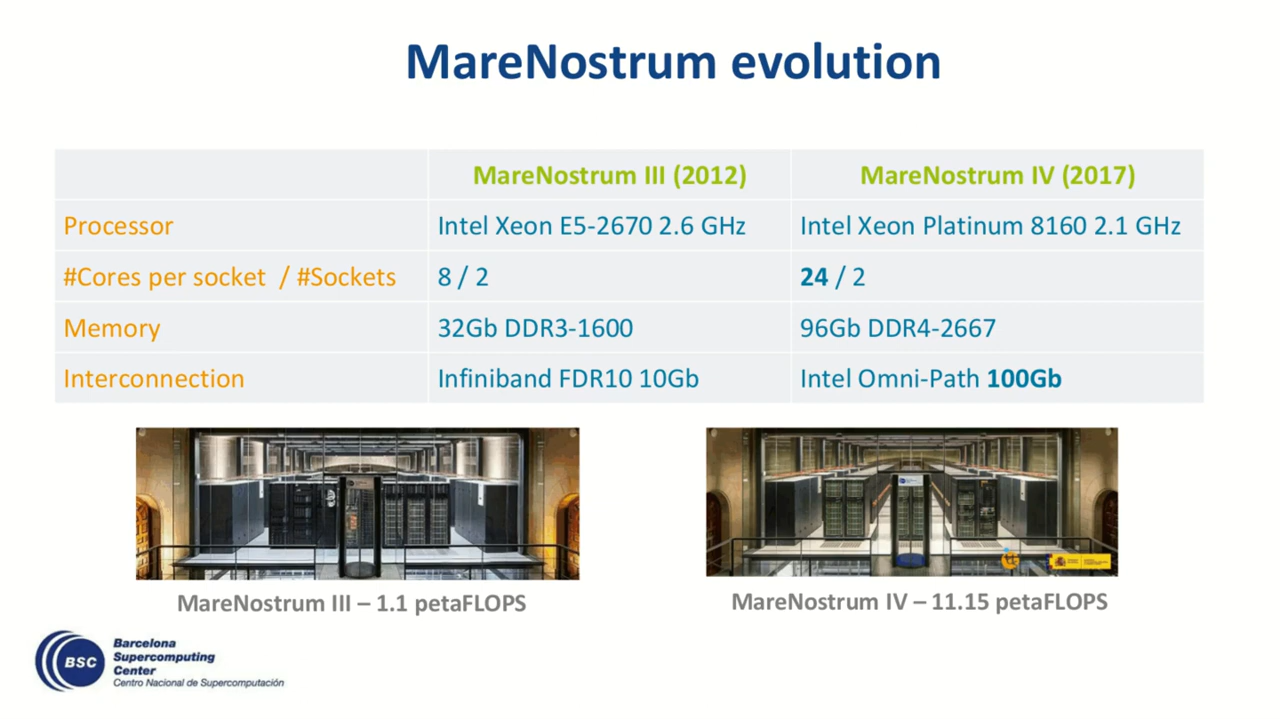 MareNostrum evolution
MareNostrum III (2012) MareNostrum IV (2017)
Processor Intel Xeon E5-2670 2.6 GHz Intel Xeon Platinum 8160 2.1 GHz
#Cores per socket / #Sockets 8 / 2 24 / 2
Memory 32Gb DDR3-1600 96Gb DDR4-2667
Interconnection Infiniband FDR10 10Gb Intel Omni-Path 100Gb
MareNostrum III – 1.1 petaFLOPS MareNostrum IV – 11.15 petaFLOPS
BSC
Barcelona
Supercomputing
Center
Centro Nacional de Supercomputación